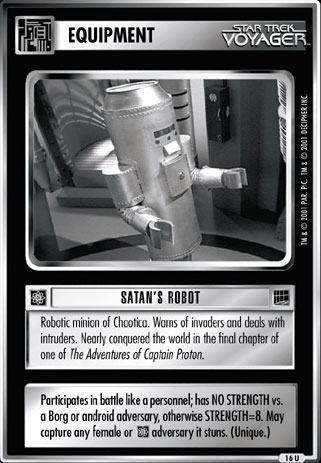 EQUIPMENT
STAR TREK
VOYAGER
™ & © 2001 PAR. P.C. TM & © 2001 DECIPHER INC.
SATAN'S ROBOT
Robotic minion of Chaotica. Warns of invaders and deals with
intruders. Nearly conquered the world in the final chapter of
one of The Adventures of Captain Proton.
Participates in battle like a personnel; has NO STRENGTH vs.
a Borg or android adversary, otherwise STRENGTH=8. May
capture any female or adversary it stuns. (Unique.)
16 U